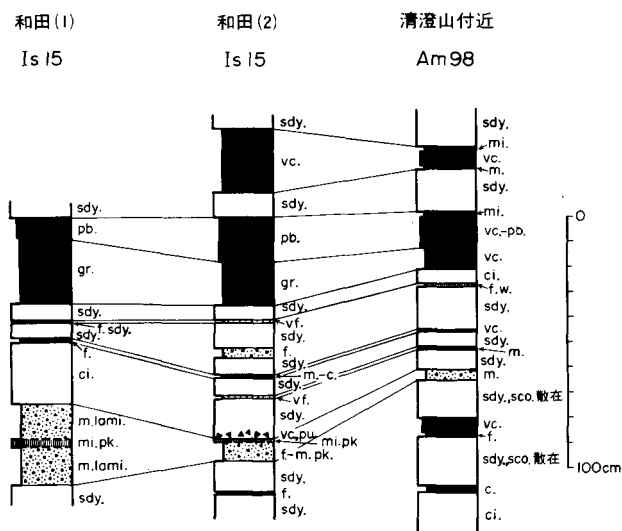 和田(1)
Is 15
sdy.
pb.
gr.
sdy.
f. sdy.
sdy.
f.
ci.
m.lami.
mi.pk.
m.lami.
sdy.
和田(2)
Is 15
sdy.
vc.
sdy.
pb.
gr.
sdy.
vf.
sdy.
f.
sdy.
m.-c.
sdy.
vf.
sdy.
vc.pu.
mi.pk
f.-m.pk.
sdy.
f.
sdy.
清澄山付近
Am98
sdy.
mi.
vc.
m.
sdy.
mi.
vc.-pb.
vc.
ci.
f.w.
sdy.
vc.
sdy.
m.
sdy.
m.
sdy,sco.散在
vc.
f.
sdy.,sco.散在
c.
ci.
0
100cm